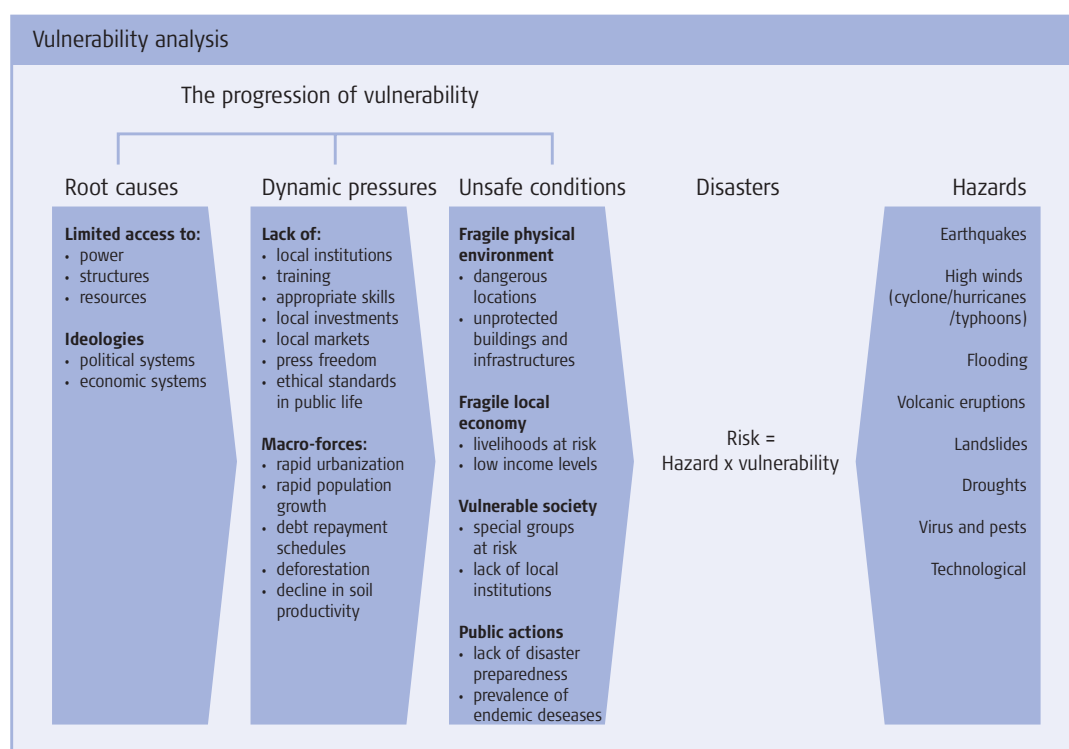 Vulnerability analysis
The progression of vulnerability
Root causes
Limited access to:
• power
• structures
• resources
Ideologies
• political systems
• economic systems
Dynamic pressures
Lack of:
• local institutions
• training
• appropriate skills
• local investments
• local markets
• press freedom
• ethical standards
in public life
Macro-forces:
• rapid urbanization
• rapid population
growth
• debt repayment
schedules
• deforestation
• decline in soil
productivity
Unsafe conditions
Fragile physical
environment
• dangerous
locations
• unprotected
buildings and
infrastructures
Fragile local
economy
• livelihoods at risk
• low income levels
Vulnerable society
• special groups
at risk
• lack of local
institutions
Public actions
• lack of disaster
preparedness
• prevalence of
endemic deseases
Disasters
Risk =
Hazard x vulnerability
Hazards
Earthquakes
High winds
(cyclone/hurricanes
/typhoons)
Flooding
Volcanic eruptions
Landslides
Droughts
Virus and pests
Technological